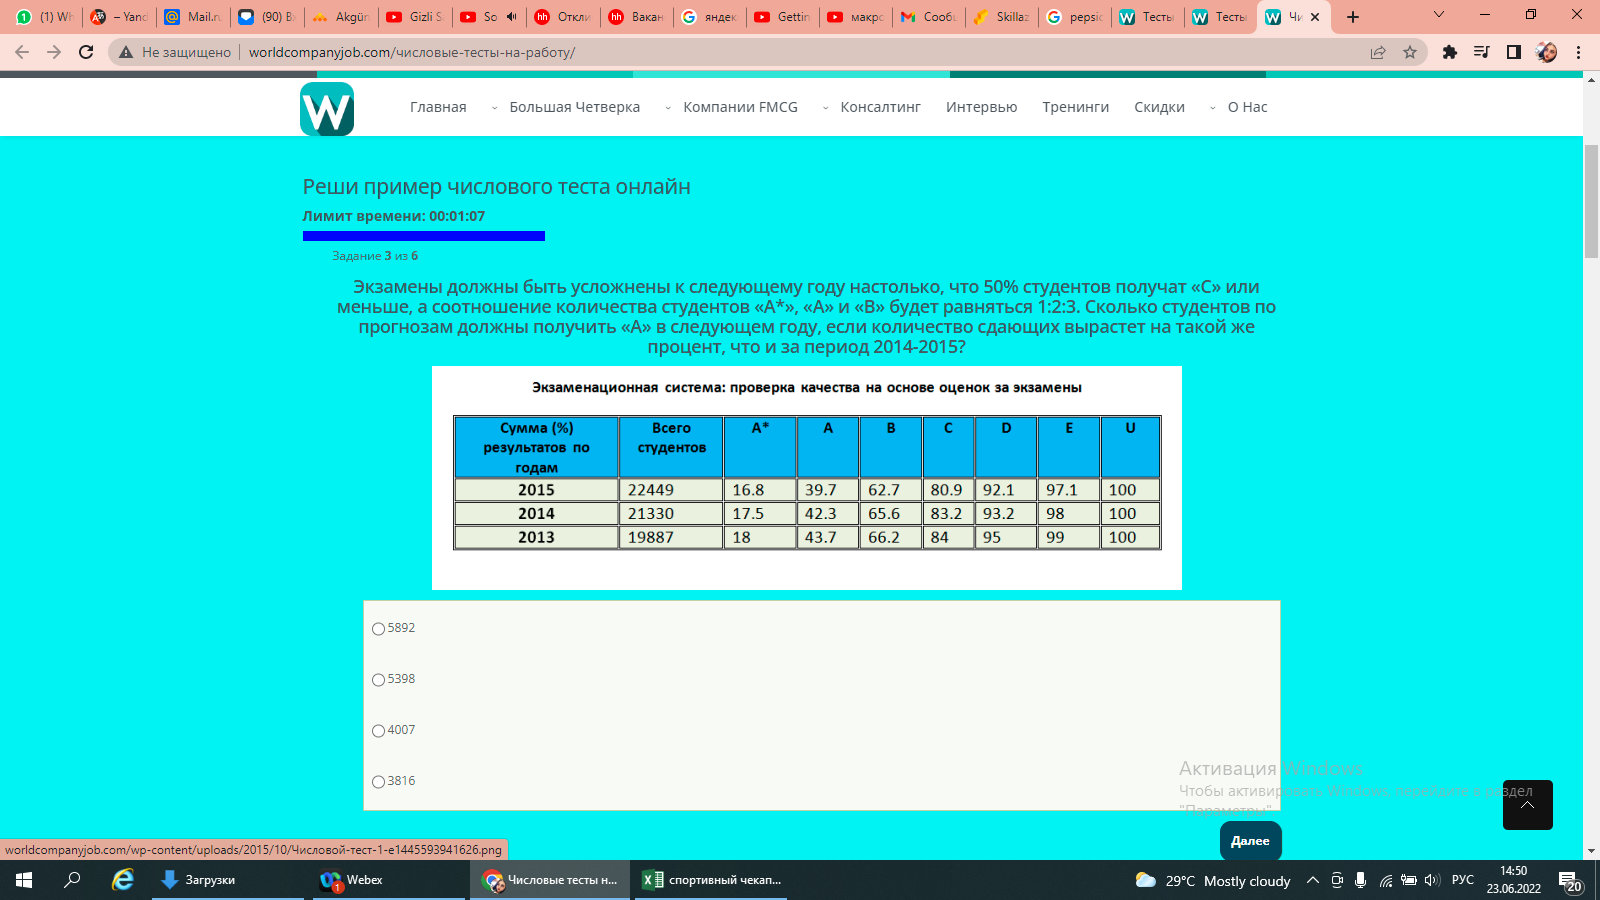 (1) Wh
– Yand
Mail.ru
(90) Вх
Akgün
Gizli Sa
So
Откли
Вакан
яндек
Gettin
макро
Сообщ
Skillaz
pepsic
Тесты
Тесты
Чи
Не защищено
worldcompanyjob.com/числовые-тесты-на-работу/
W
Главная
Большая Четверка
Компании FMCG
Консалтинг
Интервью
Тренинги
Скидки
О Нас
Реши пример числового теста онлайн
Лимит времени: 00:01:07
Задание 3 из 6
Экзамены должны быть усложнены к следующему году настолько, что 50% студентов получат «С» или
меньше, а соотношение количества студентов «А*», «А» и «В» будет равняться 1:2:3. Сколько студентов по
прогнозам должны получить «А» в следующем году, если количество сдающих вырастет на такой же
процент, что и за период 2014-2015?
Экзаменационная система: проверка качества на основе оценок за экзамены
Сумма (%) результатов по годам Всего студентов A* A B C D E U
2015 22449 16.8 39.7 62.7 80.9 92.1 97.1 100
2014 21330 17.5 42.3 65.6 83.2 93.2 98 100
2013 19887 18 43.7 66.2 84 95 99 100
5892
5398
4007
3816
Активация Windows
Чтобы активировать Windows, перейдите в раздел
"Параметры".
Далее
worldcompanyjob.com/wp-content/uploads/2015/10/Числовой-тест-1-e1445593941626.png
Загрузки
Webex
1
Числовые тесты н...
спортивный чекап...
29°C Mostly cloudy
РУС
14:50
23.06.2022
20